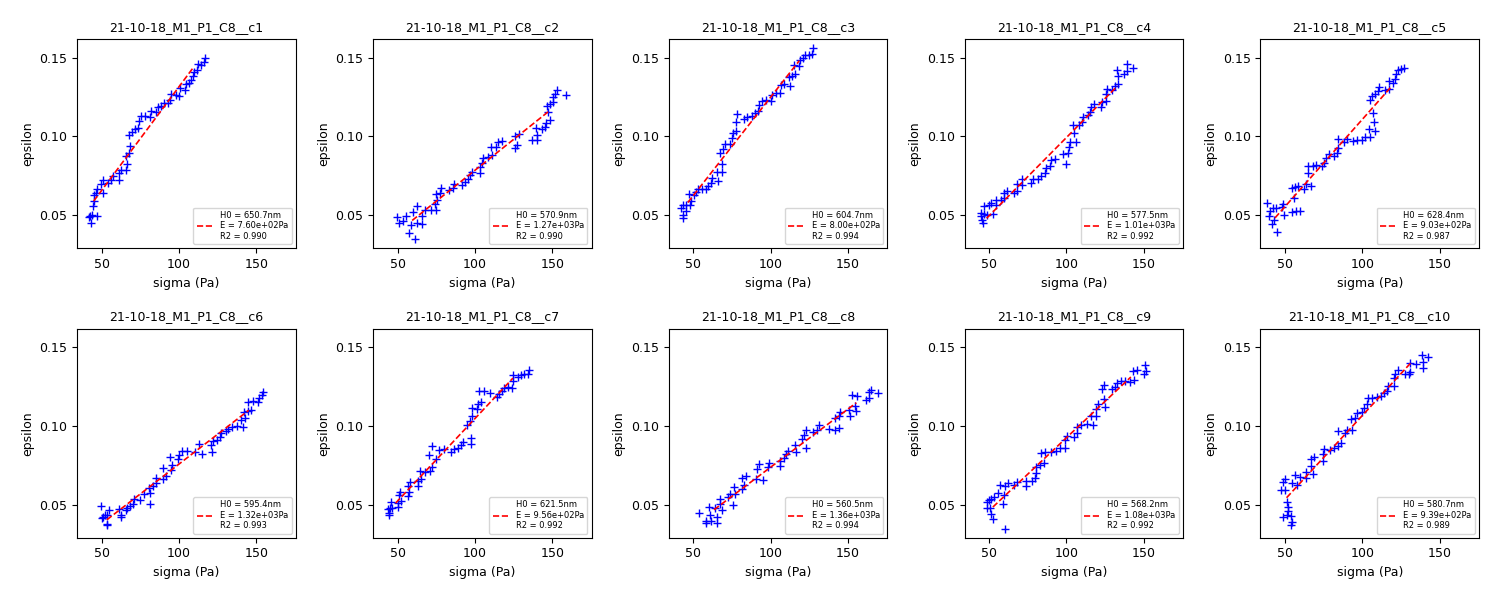 21-10-18_M1_P1_C8__c1
epsilon
0.15
0.10
0.05
H0 = 650.7nm
E = 7.60e+02Pa
R2 = 0.990
50 100 150
sigma (Pa)
21-10-18_M1_P1_C8__c2
epsilon
0.15
0.10
0.05
H0 = 570.9nm
E = 1.27e+03Pa
R2 = 0.990
50 100 150
sigma (Pa)
21-10-18_M1_P1_C8__c3
epsilon
0.15
0.10
0.05
H0 = 604.7nm
E = 8.00e+02Pa
R2 = 0.994
50 100 150
sigma (Pa)
21-10-18_M1_P1_C8__c4
epsilon
0.15
0.10
0.05
H0 = 577.5nm
E = 1.01e+03Pa
R2 = 0.992
50 100 150
sigma (Pa)
21-10-18_M1_P1_C8__c5
epsilon
0.15
0.10
0.05
H0 = 628.4nm
E = 9.03e+02Pa
R2 = 0.987
50 100 150
sigma (Pa)
21-10-18_M1_P1_C8__c6
epsilon
0.15
0.10
0.05
H0 = 595.4nm
E = 1.32e+03Pa
R2 = 0.993
50 100 150
sigma (Pa)
21-10-18_M1_P1_C8__c7
epsilon
0.15
0.10
0.05
H0 = 621.5nm
E = 9.56e+02Pa
R2 = 0.992
50 100 150
sigma (Pa)
21-10-18_M1_P1_C8__c8
epsilon
0.15
0.10
0.05
H0 = 560.5nm
E = 1.36e+03Pa
R2 = 0.994
50 100 150
sigma (Pa)
21-10-18_M1_P1_C8__c9
epsilon
0.15
0.10
0.05
H0 = 568.2nm
E = 1.08e+03Pa
R2 = 0.992
50 100 150
sigma (Pa)
21-10-18_M1_P1_C8__c10
epsilon
0.15
0.10
0.05
H0 = 580.7nm
E = 9.39e+02Pa
R2 = 0.989
50 100 150
sigma (Pa)